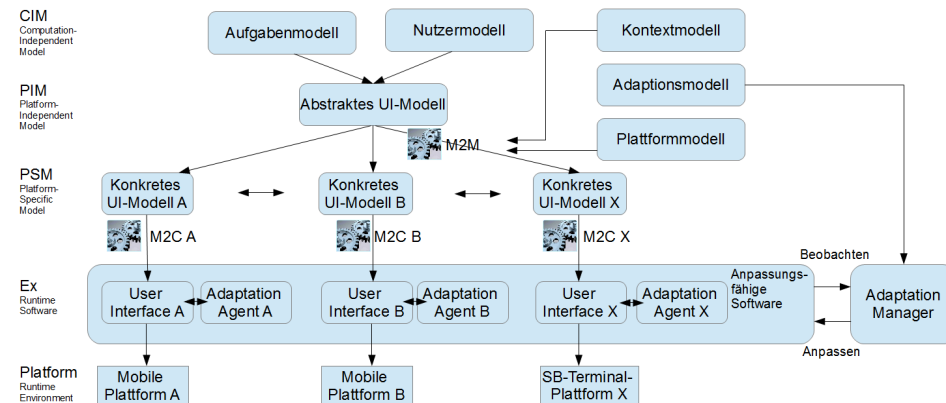 CIM
Computation-
Independent
Model
Aufgabenmodell
Nutzermodell
Kontextmodell
PIM
Platform-
Independent
Model
Abstraktes UI-Modell
Adaptionsmodell
M2M
Plattformmodell
PSM
Platform-
Specific
Model
Konkretes
UI-Modell A
Konkretes
UI-Modell B
Konkretes
UI-Modell X
M2C A
M2C B
M2C X
Beobachten
Ex
Runtime
Software
User
Interface A
Adaptation
Agent A
User
Interface B
Adaptation
Agent B
User
Interface X
Adaptation
Agent X
Anpassungs-
fähige
Software
Adaptation
Manager
Anpassen
Platform
Runtime
Environment
Mobile
Plattform A
Mobile
Plattform B
SB-Terminal-
Plattform X